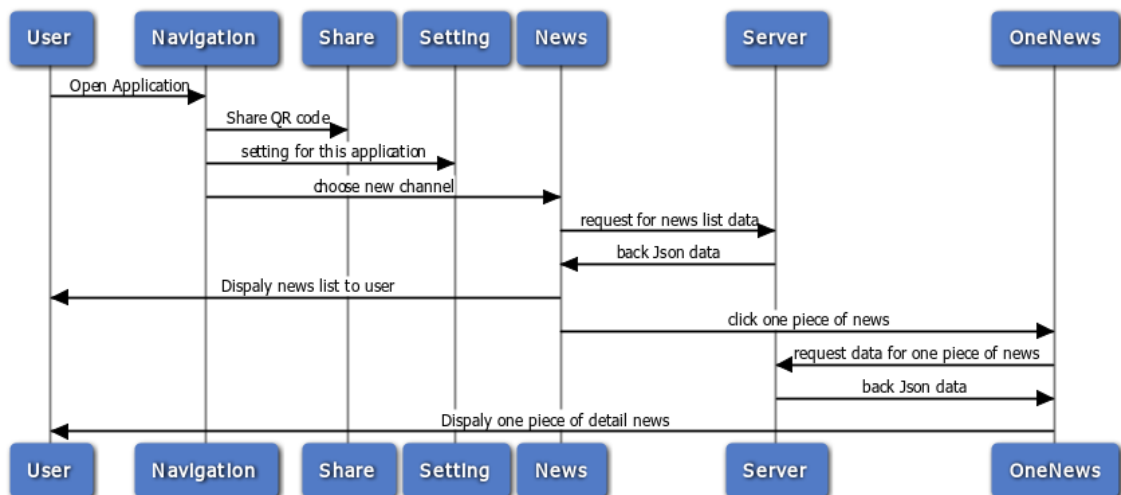 User Navigation Share Setting News Server OneNews
Open Application
Share QR code
setting for this application
choose new channel
request for news list data
back Json data
Dispaly news list to user
click one piece of news
request data for one piece of news
back Json data
Dispaly one piece of detail news
User Navigation Share Setting News Server OneNews